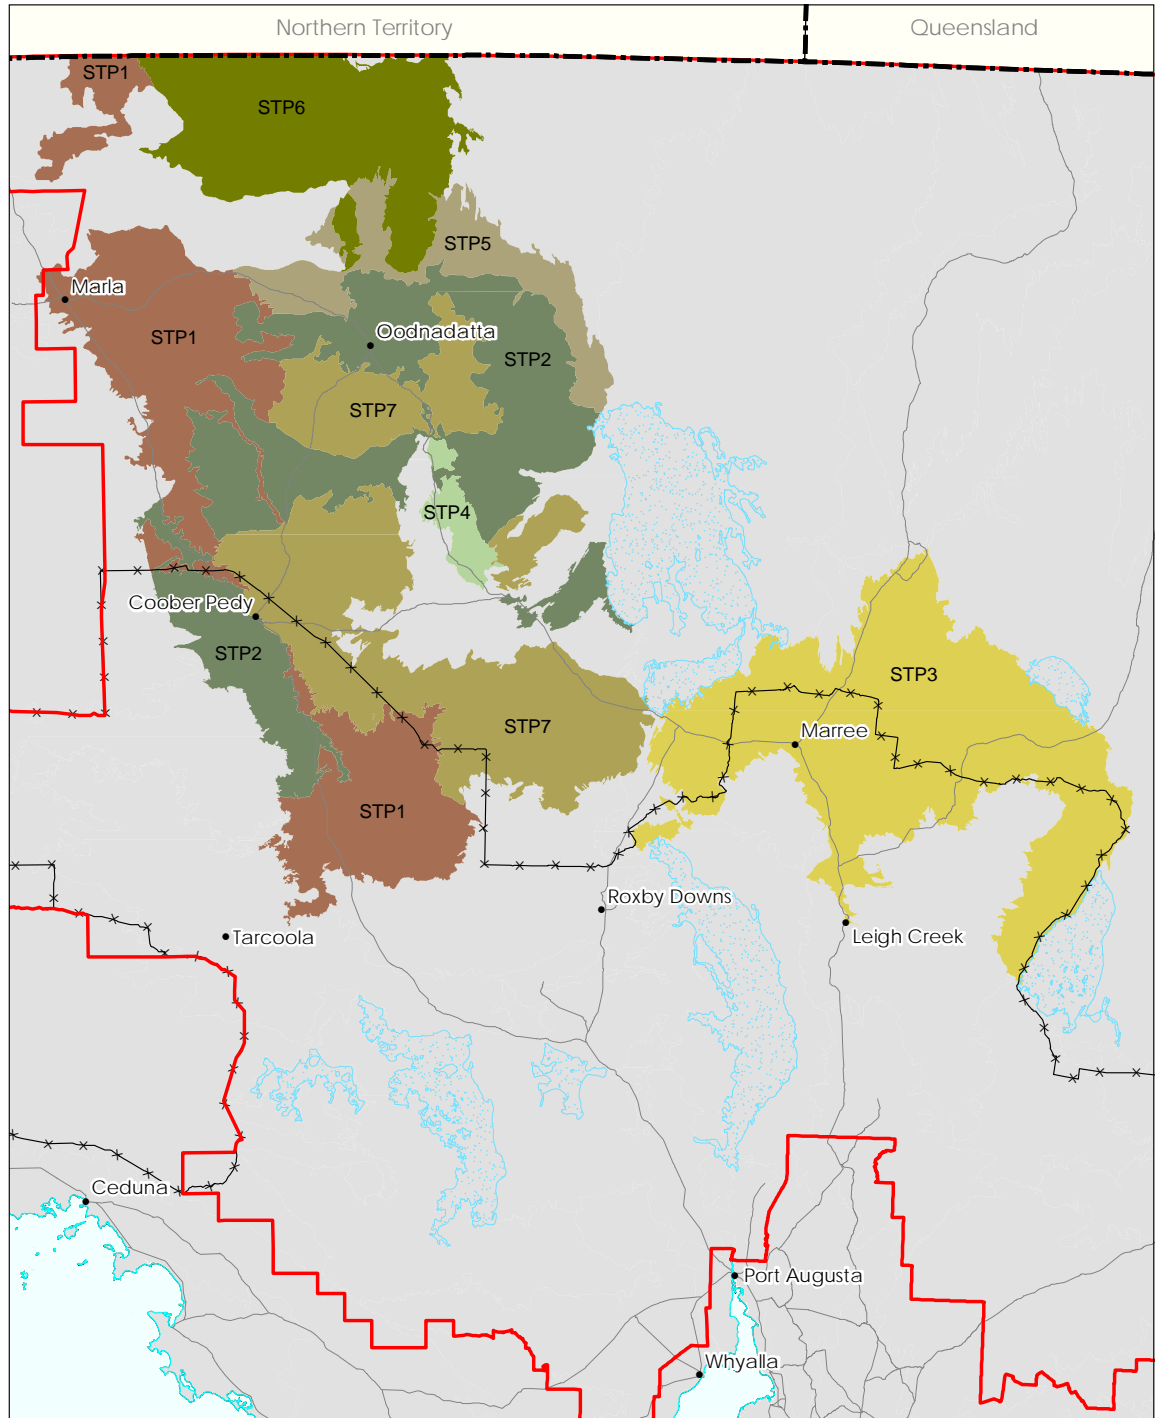 Northern Territory
Queensland
STP1
STP6
STP5
Marla
STP1
Oodnadatta
STP2
STP7
STP4
Coober Pedy
STP2
STP3
STP7
Marree
STP1
Roxby Downs
Tarcoola
Leigh Creek
Ceduna
Port Augusta
Whyalla